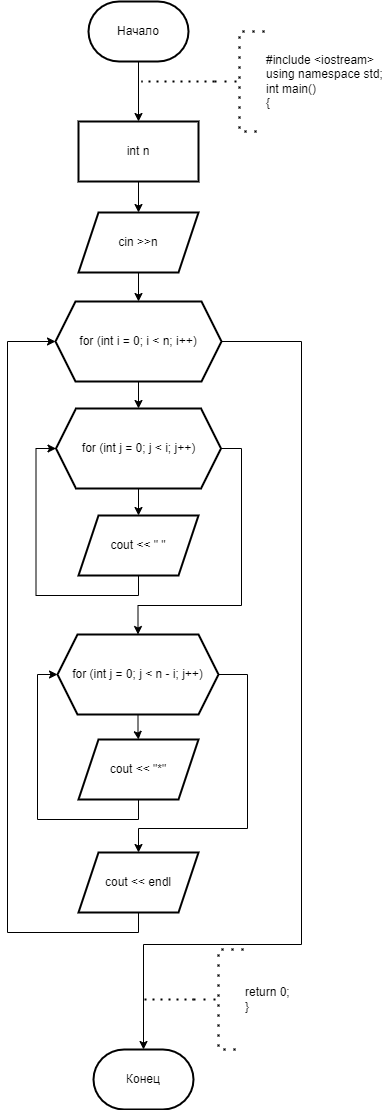 Начало
#include <iostream>
using namespace std;
int main()
{
int n
cin >>n
for (int i = 0; i < n; i++)
for (int j = 0; j < i; j++)
cout << " "
for (int j = 0; j < n - i; j++)
cout << "*"
cout << endl
return 0;
}
Конец